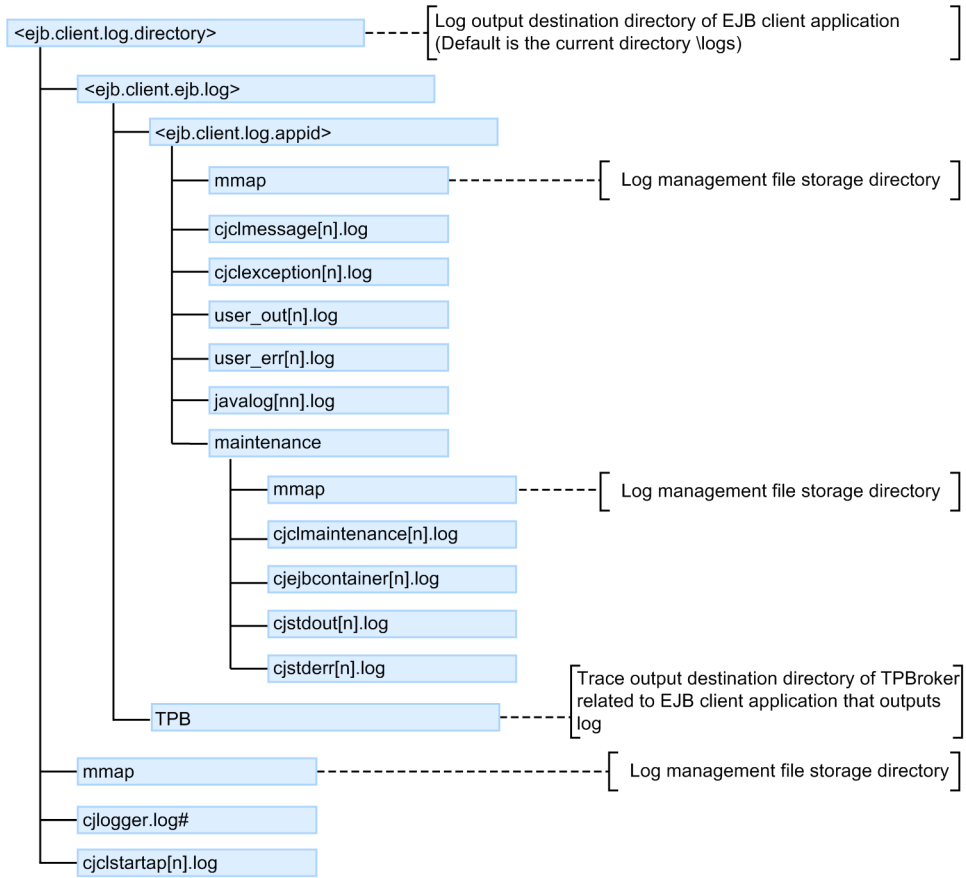 <ejb.client.log.directory>
Log output destination directory of EJB client application
(Default is the current directory \logs)
<ejb.client.ejb.log>
<ejb.client.log.appid>
mmap
Log management file storage directory
cjclmessage[n].log
cjclexception[n].log
user_out[n].log
user_err[n].log
javalog[nn].log
maintenance
mmap
Log management file storage directory
cjclmaintenance[n].log
cjejbcontainer[n].log
cjstdout[n].log
cjstderr[n].log
Trace output destination directory of TPBroker
related to EJB client application that outputs
log
TPB
mmap
Log management file storage directory
cjlogger.log#
cjclstartap[n].log